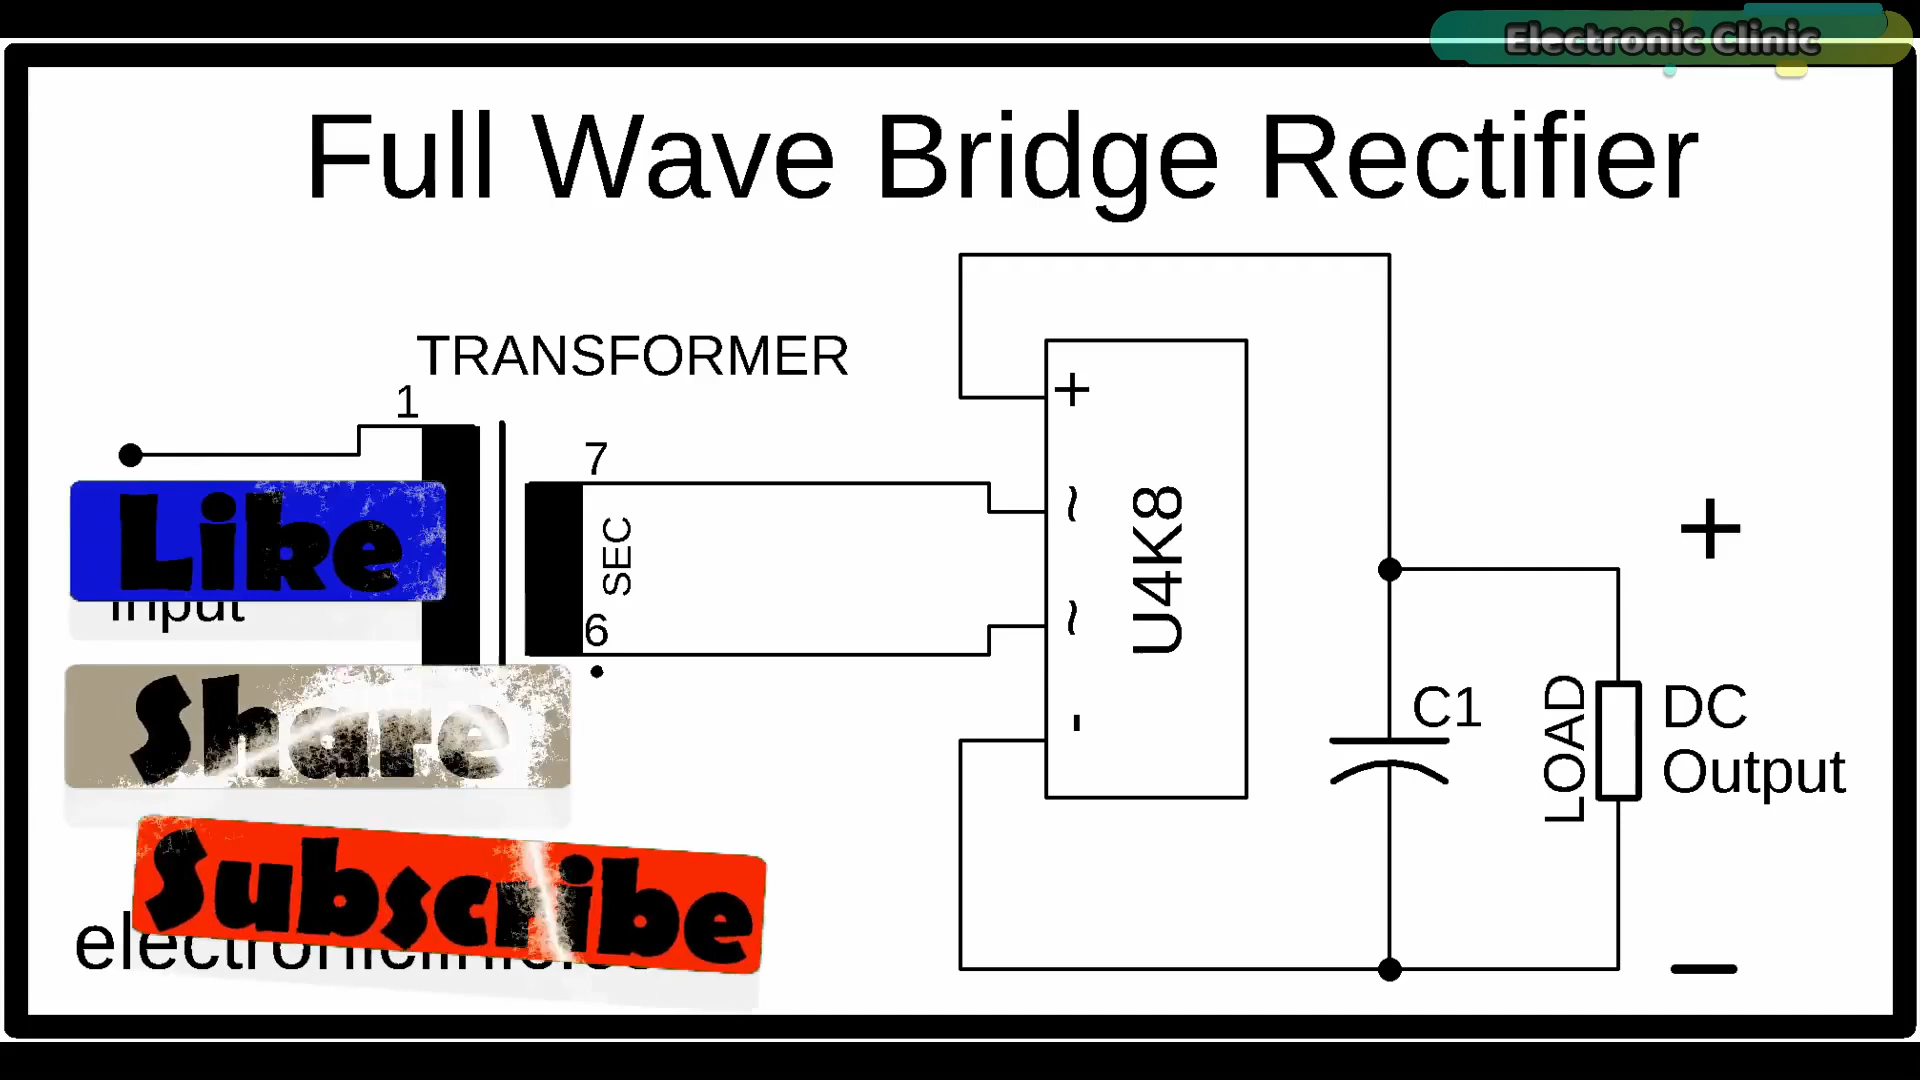 Electronic Clinic
Full Wave Bridge Rectifier
TRANSFORMER
1
7
+
Like
SEC
~
U4K8
+
Input
6
~
Share
-
C1
LOAD
DC
Output
Subscribe